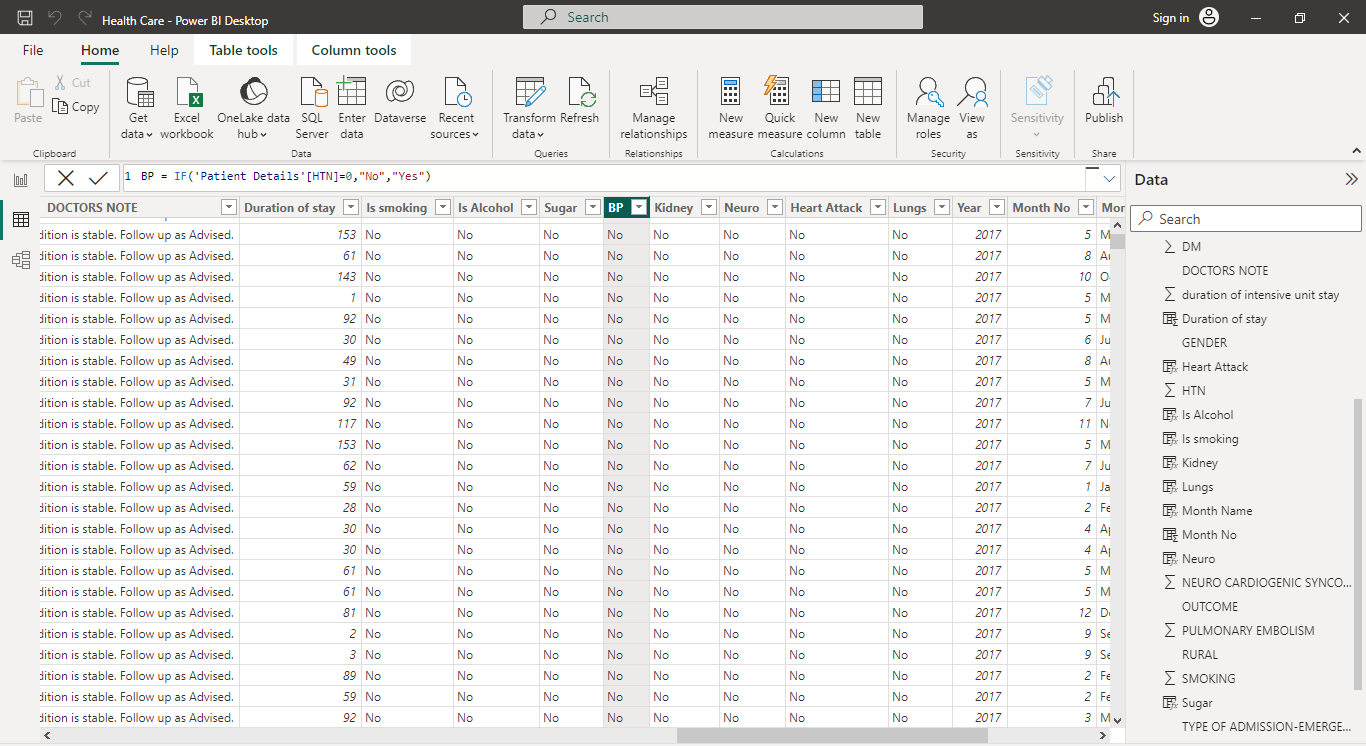 Health Care - Power BI Desktop
Search
Sign in
File Home Help Table tools Column tools
Paste Cut Copy
Get data Excel workbook OneLake data hub SQL Server Enter data Dataverse Recent sources
Transform data Refresh Manage relationships New measure Quick measure New column New table
Manage roles View as Sensitivity Publish
Clipboard Data Queries Relationships Calculations Security Sensitivity Share
1 BP = IF('Patient Details'[HTN]=0,"No","Yes")
DOCTORS NOTE Duration of stay Is smoking Is Alcohol Sugar BP Kidney Neuro Heart Attack Lungs Year Month No Mor
dition is stable. Follow up as Advised. 153 No No No No No No No No 2017 5 M
dition is stable. Follow up as Advised. 61 No No No No No No No No 2017 8 Au
dition is stable. Follow up as Advised. 143 No No No No No No No No 2017 10 O
dition is stable. Follow up as Advised. 1 No No No No No No No No 2017 5 M
dition is stable. Follow up as Advised. 92 No No No No No No No No 2017 5 M
dition is stable. Follow up as Advised. 30 No No No No No No No No 2017 6 Ju
dition is stable. Follow up as Advised. 49 No No No No No No No No 2017 8 Au
dition is stable. Follow up as Advised. 31 No No No No No No No No 2017 5 M
dition is stable. Follow up as Advised. 92 No No No No No No No No 2017 7 Ju
dition is stable. Follow up as Advised. 117 No No No No No No No No 2017 11 N
dition is stable. Follow up as Advised. 153 No No No No No No No No 2017 5 M
dition is stable. Follow up as Advised. 62 No No No No No No No No 2017 7 Ju
dition is stable. Follow up as Advised. 59 No No No No No No No No 2017 1 Ja
dition is stable. Follow up as Advised. 28 No No No No No No No No 2017 2 Fe
dition is stable. Follow up as Advised. 30 No No No No No No No No 2017 4 Ap
dition is stable. Follow up as Advised. 30 No No No No No No No No 2017 4 Ap
dition is stable. Follow up as Advised. 61 No No No No No No No No 2017 5 M
dition is stable. Follow up as Advised. 61 No No No No No No No No 2017 5 M
dition is stable. Follow up as Advised. 81 No No No No No No No No 2017 12 De
dition is stable. Follow up as Advised. 2 No No No No No No No No 2017 9 Se
dition is stable. Follow up as Advised. 3 No No No No No No No No 2017 9 Se
dition is stable. Follow up as Advised. 89 No No No No No No No No 2017 2 Fe
dition is stable. Follow up as Advised. 59 No No No No No No No No 2017 2 Fe
dition is stable. Follow up as Advised. 92 No No No No No No No No 2017 3 M
Data
Search
DM
DOCTORS NOTE
duration of intensive unit stay
Duration of stay
GENDER
Heart Attack
HTN
Is Alcohol
Is smoking
Kidney
Lungs
Month Name
Month No
Neuro
NEURO CARDIOGENIC SYNCO...
OUTCOME
PULMONARY EMBOLISM
RURAL
SMOKING
Sugar
TYPE OF ADMISSION-EMERGE...